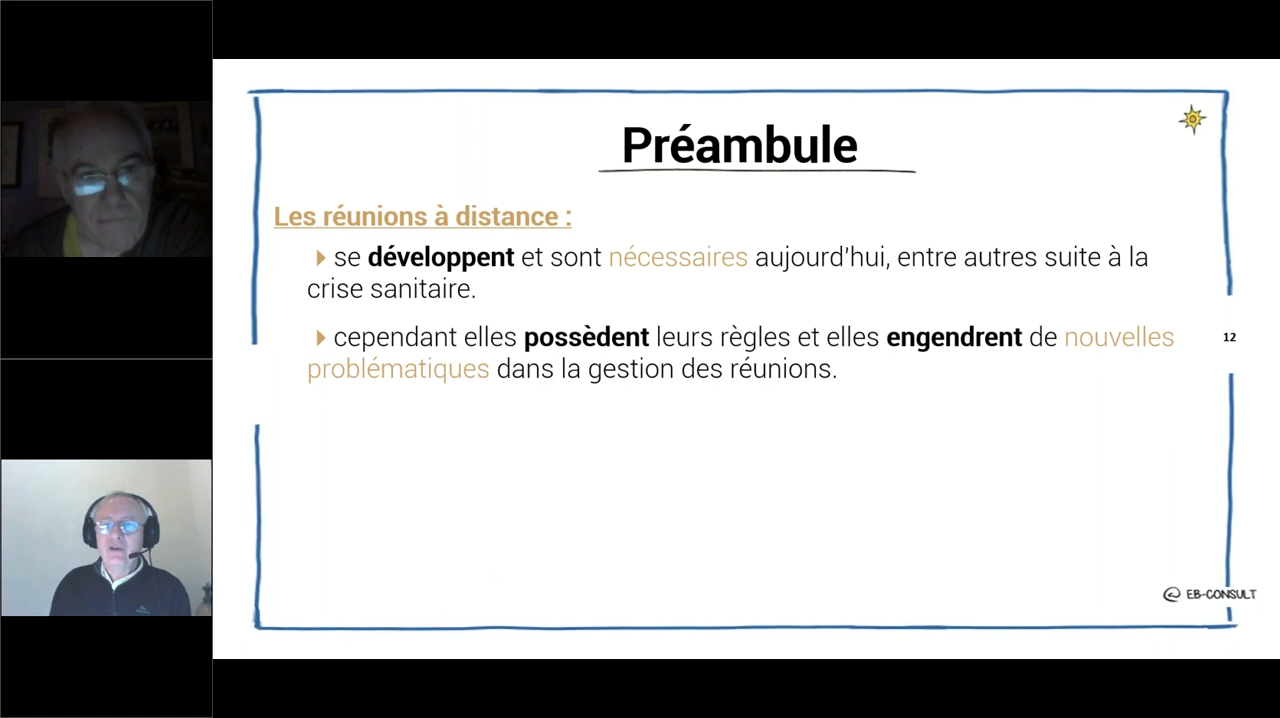 Préambule
Les réunions à distance :
se développent et sont nécessaires aujourd'hui, entre autres suite à la
crise sanitaire.
cependant elles possèdent leurs règles et elles engendrent de nouvelles
problématiques dans la gestion des réunions.
12
@ EB-CONSULT